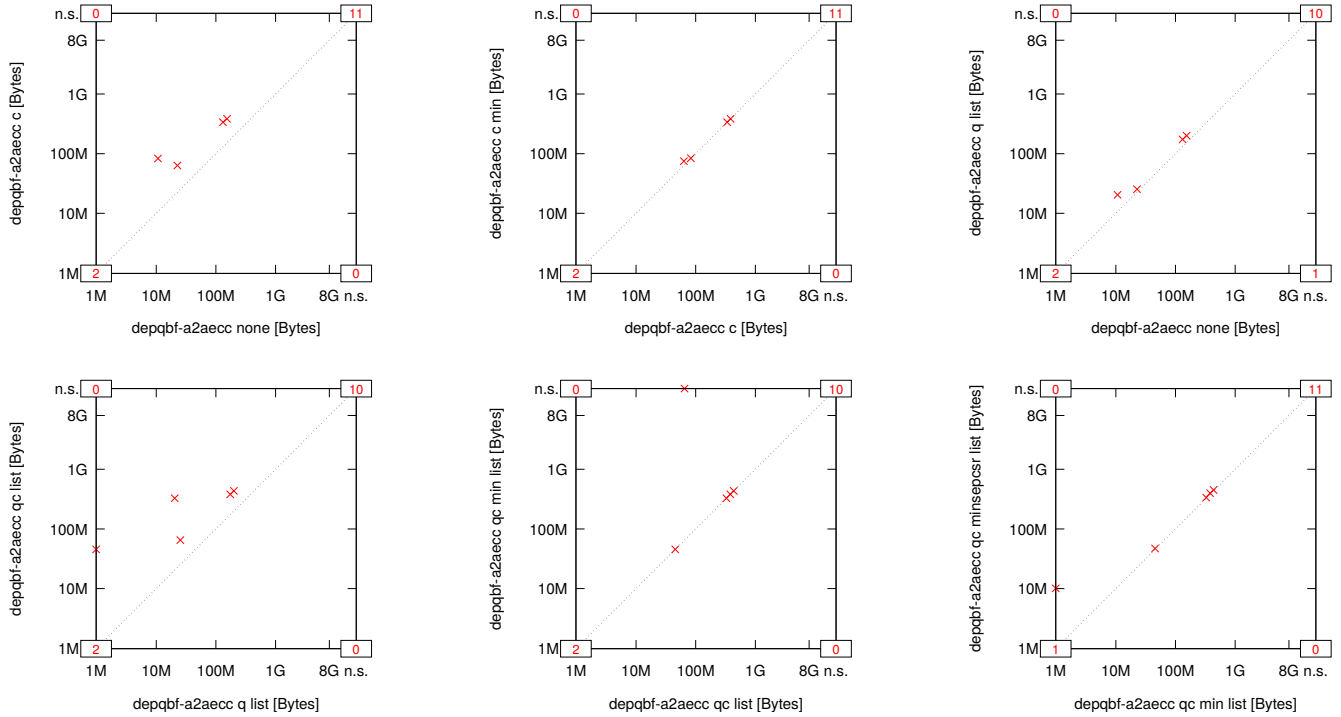 n.s. 0 11
8G
1G
100M
10M
1M 2 0
1M 10M 100M 1G 8G n.s.
depqbf-a2aecc c [Bytes]
depqbf-a2aecc none [Bytes]
n.s. 0 11
8G
1G
100M
10M
1M 2 0
1M 10M 100M 1G 8G n.s.
depqbf-a2aecc c min [Bytes]
depqbf-a2aecc c [Bytes]
n.s. 0 10
8G
1G
100M
10M
1M 2 1
1M 10M 100M 1G 8G n.s.
depqbf-a2aecc q list [Bytes]
depqbf-a2aecc none [Bytes]
n.s. 0 10
8G
1G
100M
10M
1M 2 0
1M 10M 100M 1G 8G n.s.
depqbf-a2aecc qc list [Bytes]
depqbf-a2aecc q list [Bytes]
n.s. 0 10
8G
1G
100M
10M
1M 2 0
1M 10M 100M 1G 8G n.s.
depqbf-a2aecc qc min list [Bytes]
depqbf-a2aecc qc list [Bytes]
n.s. 0 11
8G
1G
100M
10M
1M 1 0
1M 10M 100M 1G 8G n.s.
depqbf-a2aecc qc minsepcsr list [Bytes]
depqbf-a2aecc qc min list [Bytes]